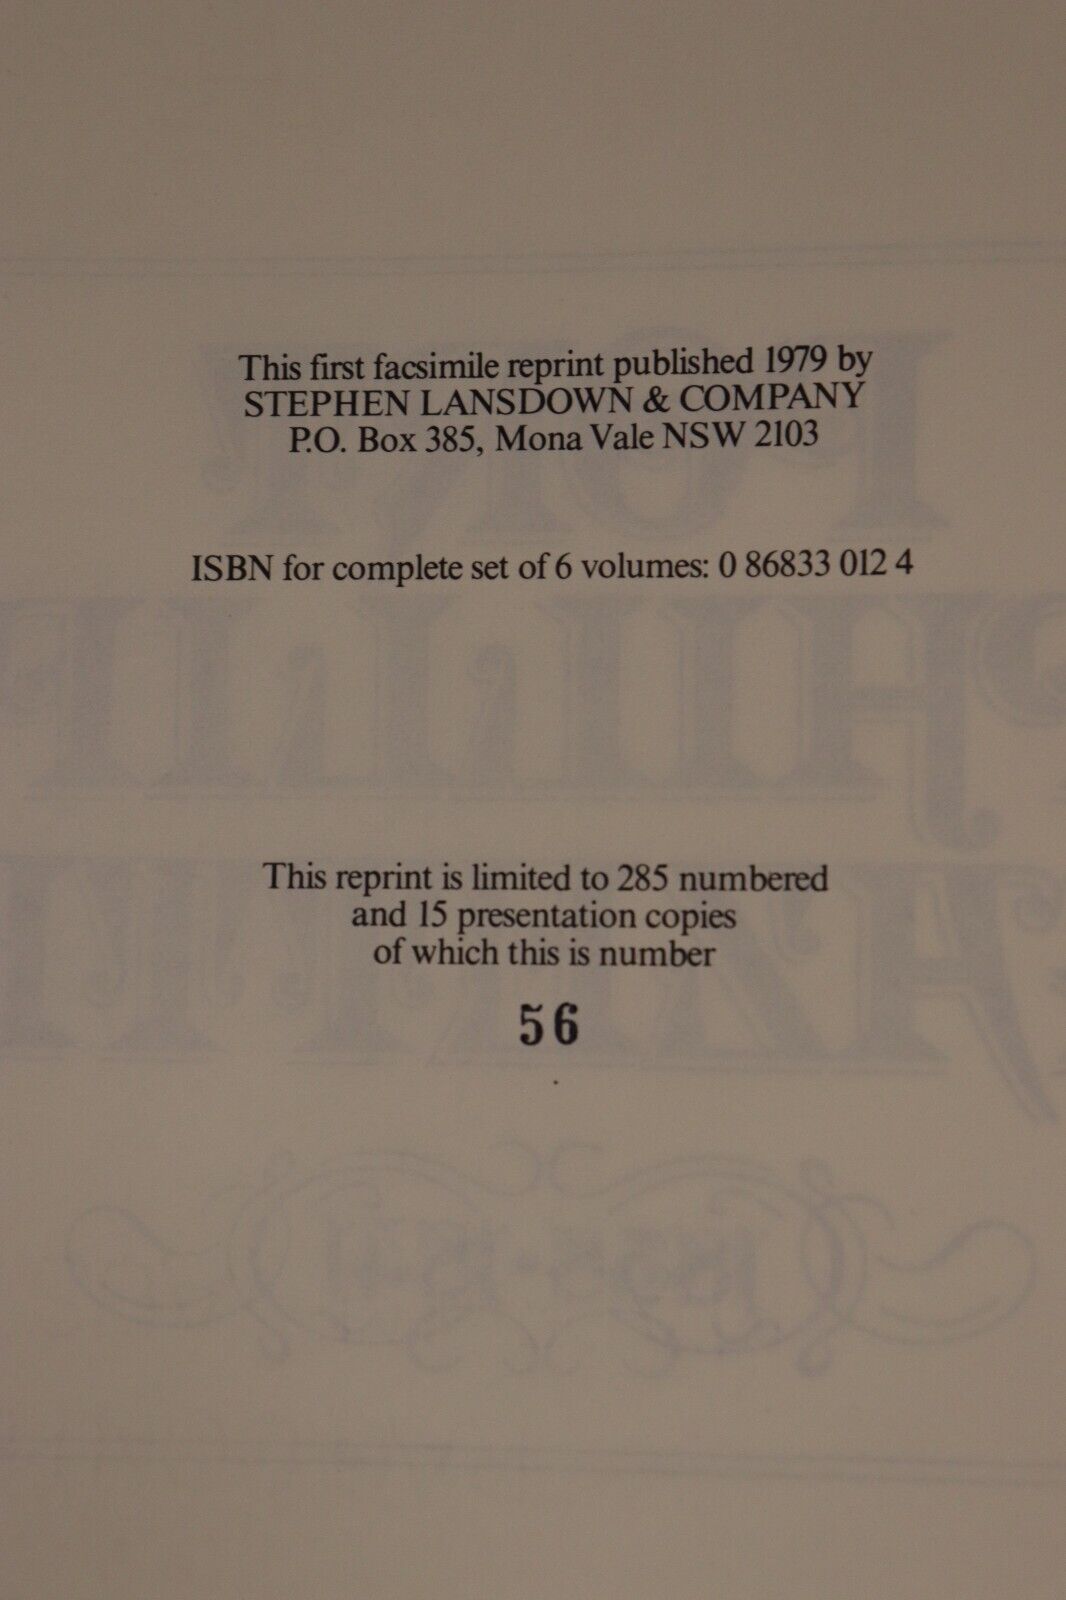 This first facsimile reprint published 1979 by
STEPHEN LANSDOWN & COMPANY
P.O. Box 385, Mona Vale NSW 2103
ISBN for complete set of 6 volumes: 0 86833 012 4
This reprint is limited to 285 numbered
and 15 presentation copies
of which this is number
56